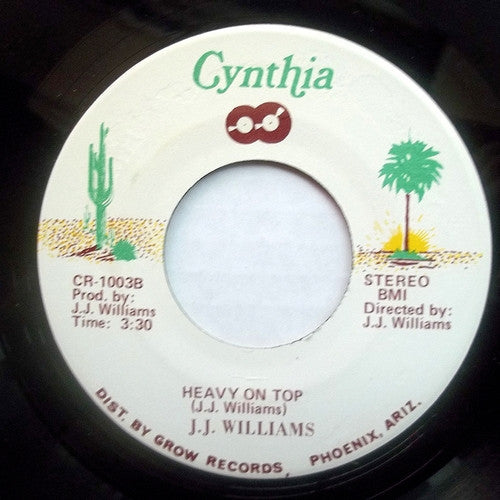 Cynthia
CR-1003B
Prod. by:
J.J. Williams
Time: 3:30
STEREO
BMI
Directed by:
J.J. Williams
HEAVY ON TOP
(J.J. Williams)
J.J. WILLIAMS
DIST. BY GROW RECORDS, PHOENIX, ARIZ.